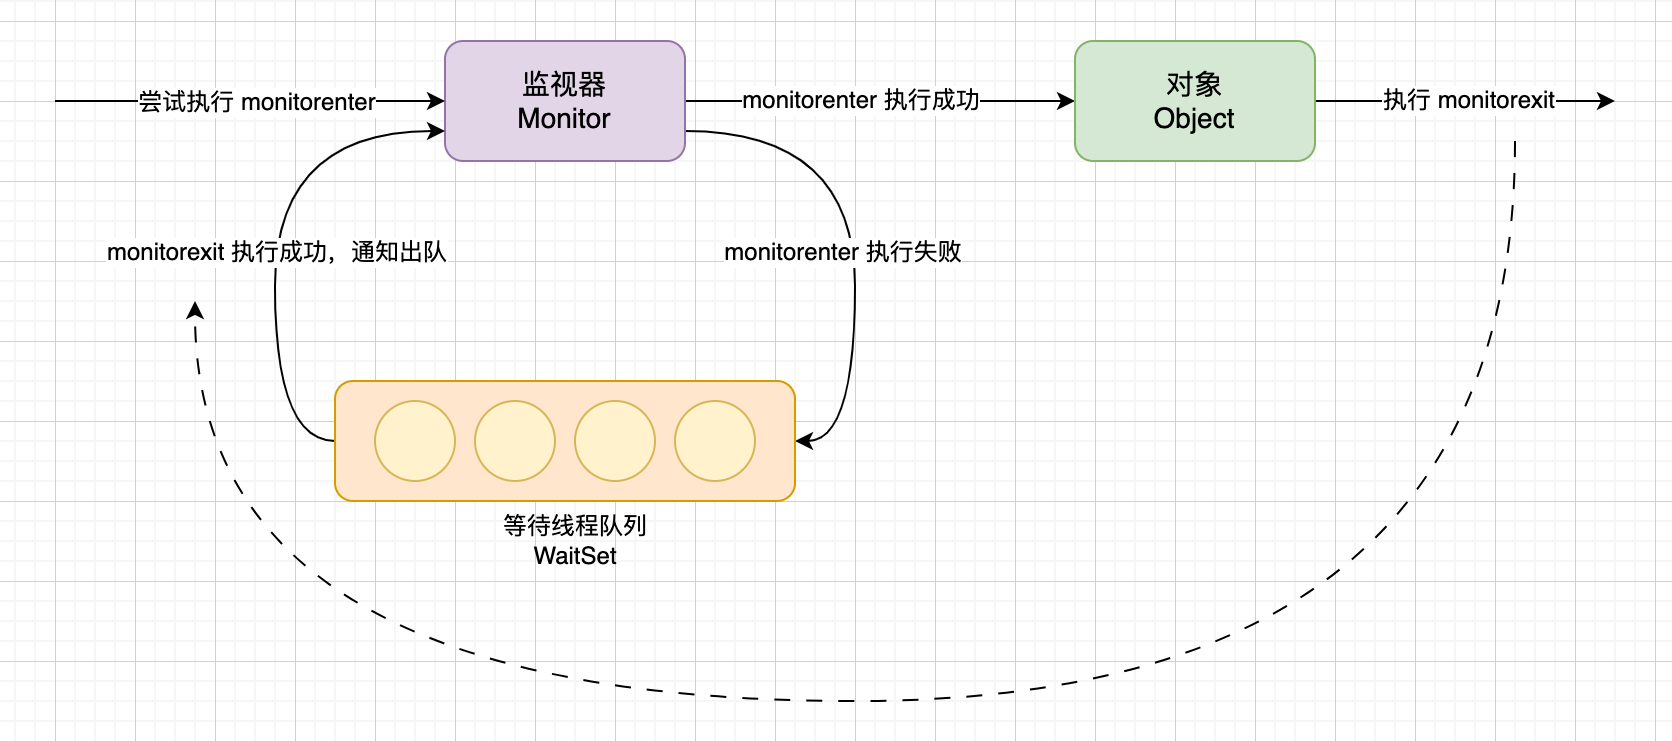 尝试执行 monitorenter
监视器
Monitor
monitorenter 执行成功
对象
Object
执行 monitorexit
monitorexit 执行成功，通知出队
monitorenter 执行失败
等待线程队列
WaitSet